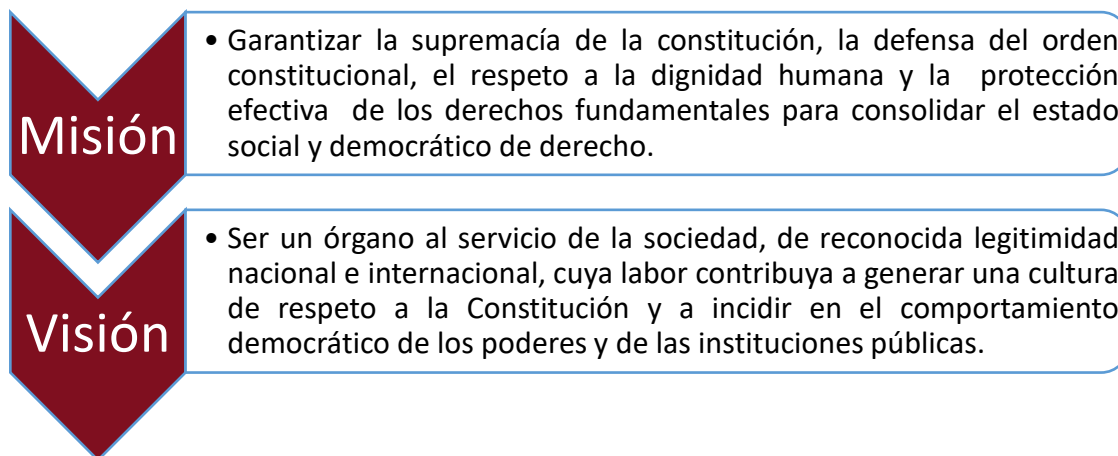 Misión
• Garantizar la supremacía de la constitución, la defensa del orden
constitucional, el respeto a la dignidad humana y la protección
efectiva de los derechos fundamentales para consolidar el estado
social y democrático de derecho.
Visión
• Ser un órgano al servicio de la sociedad, de reconocida legitimidad
nacional e internacional, cuya labor contribuya a generar una cultura
de respeto a la Constitución y a incidir en el comportamiento
democrático de los poderes y de las instituciones públicas.